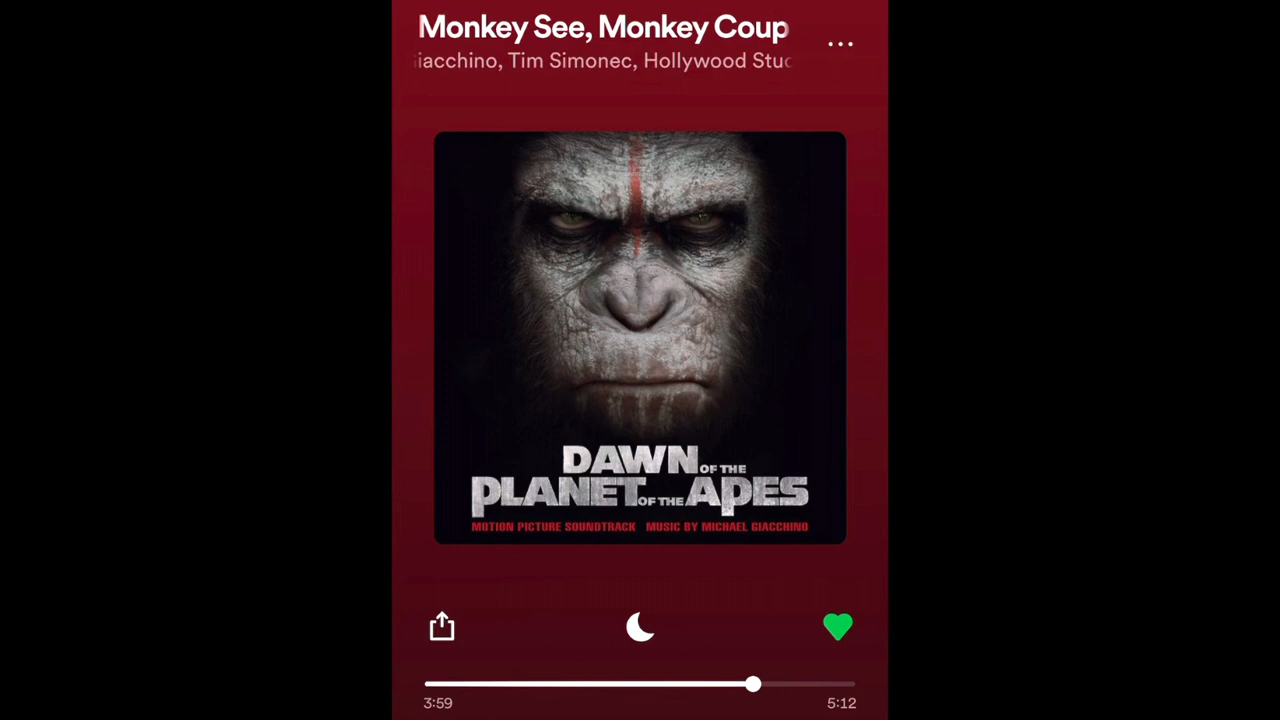 Monkey See, Monkey Coup
iacchino, Tim Simonec, Hollywood Stud
DAWN OF THE
PLANET OF THE APES
MOTION PICTURE SOUNDTRACK MUSIC BY MICHAEL GIACCHINO
3:59 5:12